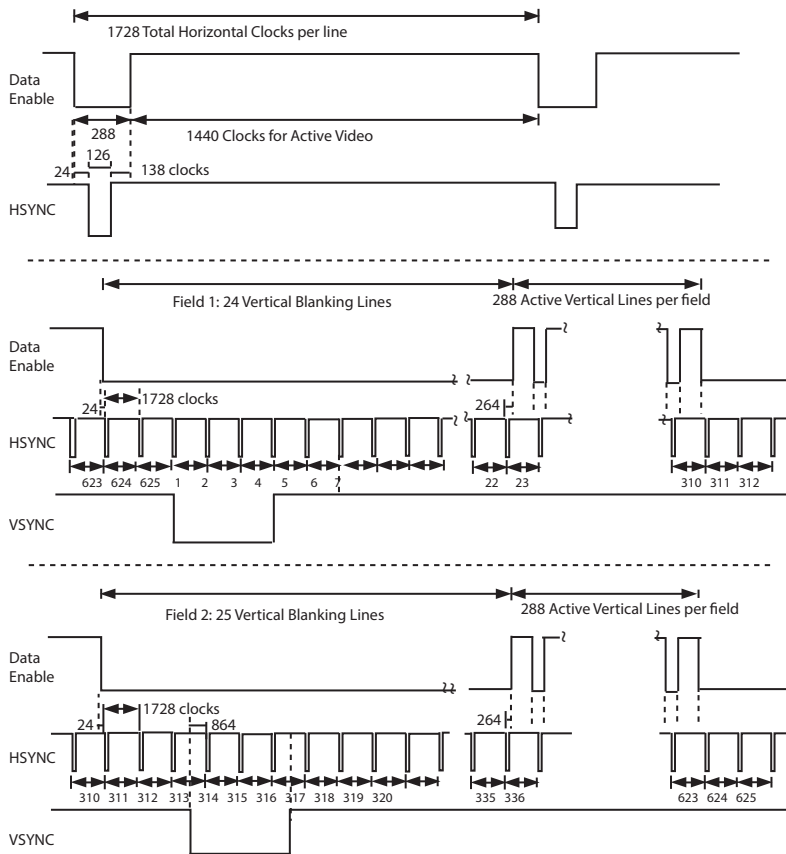 1728 Total Horizontal Clocks per line
Data
Enable
288
1440 Clocks for Active Video
126
24
138 clocks
HSYNC
Field 1: 24 Vertical Blanking Lines
288 Active Vertical Lines per field
Data
Enable
1728 clocks
24
264
HSYNC
623 624 625 1 2 3 4 5 6 7 22 23 310 311 312
VSYNC
Field 2: 25 Vertical Blanking Lines
288 Active Vertical Lines per field
Data
Enable
1728 clocks
24
864
264
HSYNC
310 311 312 313 314 315 316 317 318 319 320 335 336 623 624 625
VSYNC